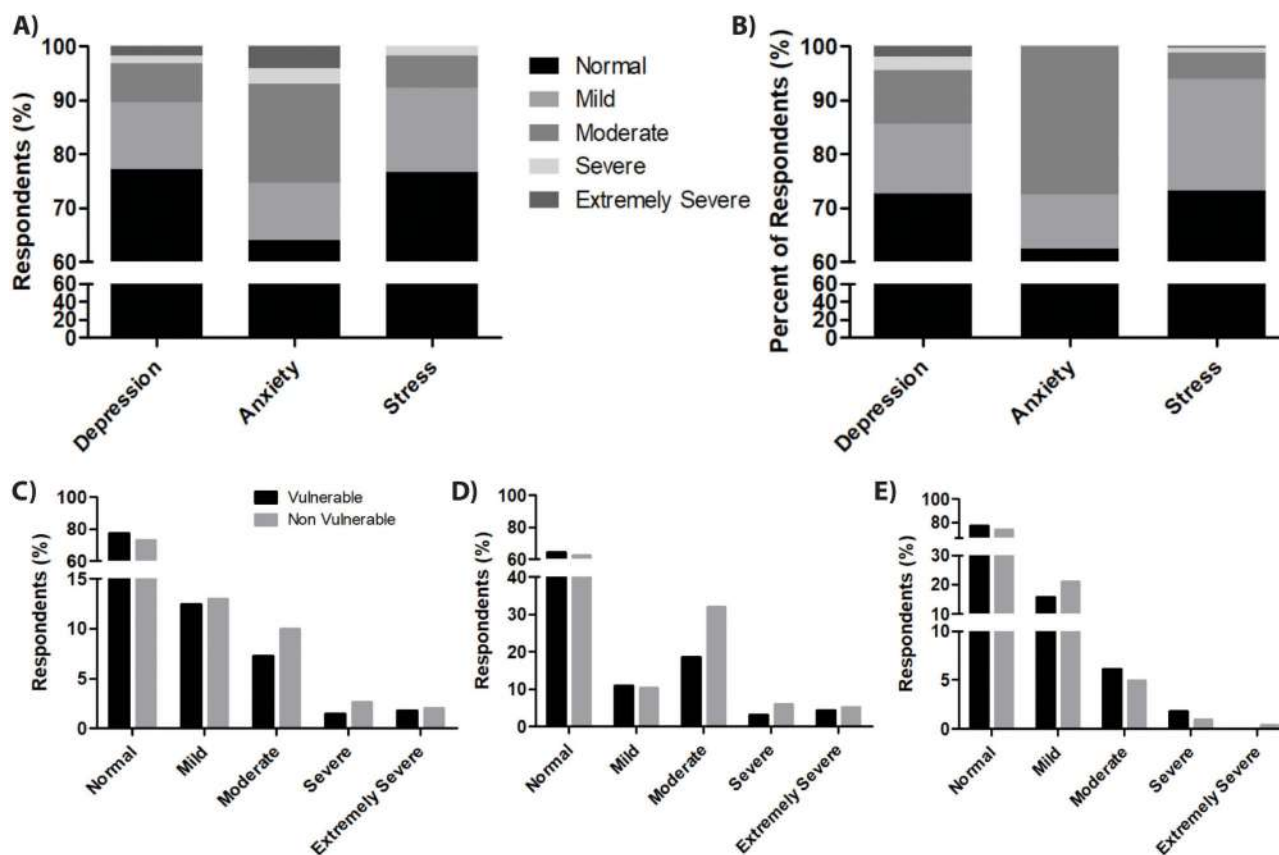 A)
Respondents (%)
100
90
80
70
60
60
40
20
0
Depression
Anxiety
Stress
Normal
Mild
Moderate
Severe
Extremely Severe
B)
Percent of Respondents (%)
100
90
80
70
60
60
40
20
0
Depression
Anxiety
Stress
C)
Respondents (%)
100
80
60
15
10
5
0
Normal
Mild
Moderate
Severe
Extremely Severe
Vulnerable
Non Vulnerable
D)
Respondents (%)
100
80
60
40
30
20
10
0
Normal
Mild
Moderate
Severe
Extremely Severe
E)
Respondents (%)
100
80
30
20
10
10
5
0
Normal
Mild
Moderate
Severe
Extremely Severe